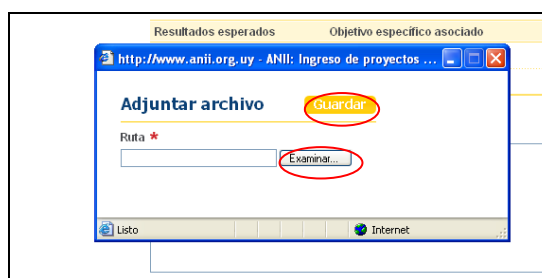 Resultados esperados Objetivo específico asociado
http://www.anii.org.uy - ANII: Ingreso de proyectos ...
Adjuntar archivo Guardar
Ruta *
Examinar...
Listo Internet